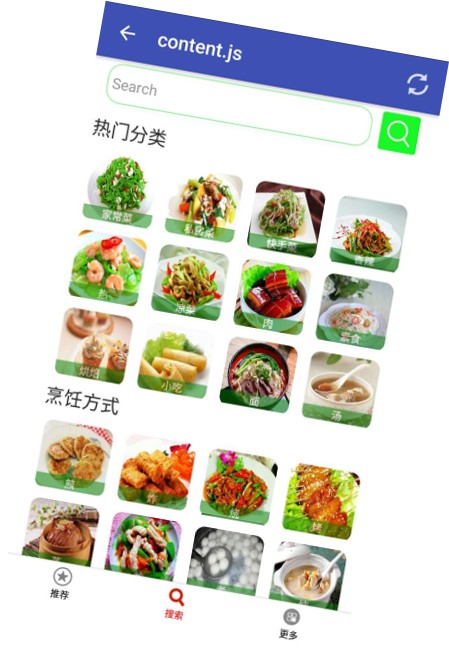 content.js
Search
热门分类
家常菜
私房菜
快手菜
香辣
热
凉菜
肉
素食
烘焙
小吃
面
汤
烹饪方式
煎
炸
烤
推荐
搜索
更多